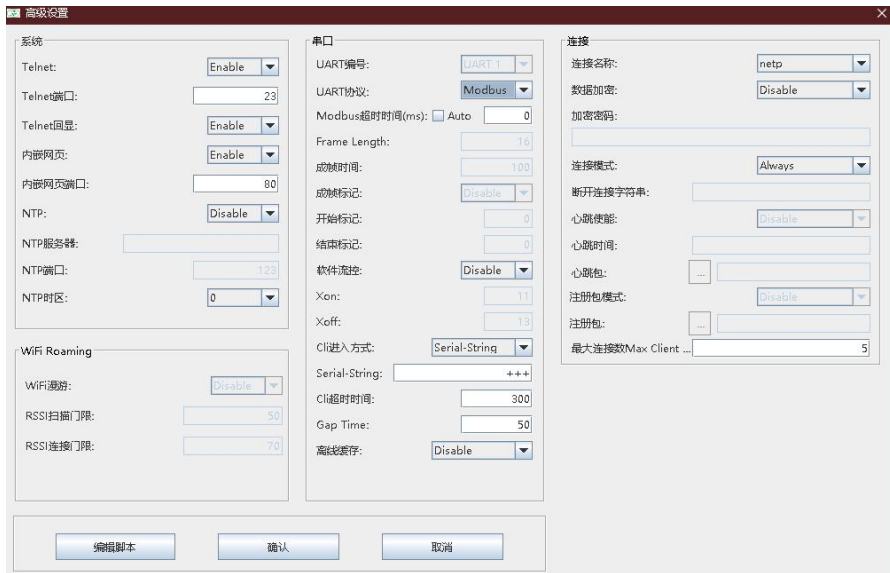 高级设置
系统
Telnet: Enable
Telnet端口: 23
Telnet回显: Enable
内嵌网页: Enable
内嵌网页端口: 80
NTP: Disable
NTP服务器:
NTP端口: 123
NTP时区: 0
WiFi Roaming
WiFi漫游: Disable
RSSI扫描门限: 50
RSSI连接门限: 70
串口
UART编号: UART 1
UART协议: Modbus
Modbus超时时间(ms): Auto 0
Frame Length: 16
成帧时间: 100
成帧标记: Disable
开始标记: 0
结束标记: 0
软件流控: Disable
Xon: 11
Xoff: 13
Cli进入方式: Serial-String
Serial-String: +++
Cli超时时间: 300
Gap Time: 50
离线缓存: Disable
连接
连接名称: netp
数据加密: Disable
加密密码:
连接模式: Always
断开连接字符串:
心跳使能: Disable
心跳时间:
心跳包: ...
注册包模式: Disable
注册包: ...
最大连接数Max Client ... 5
编辑脚本 确认 取消